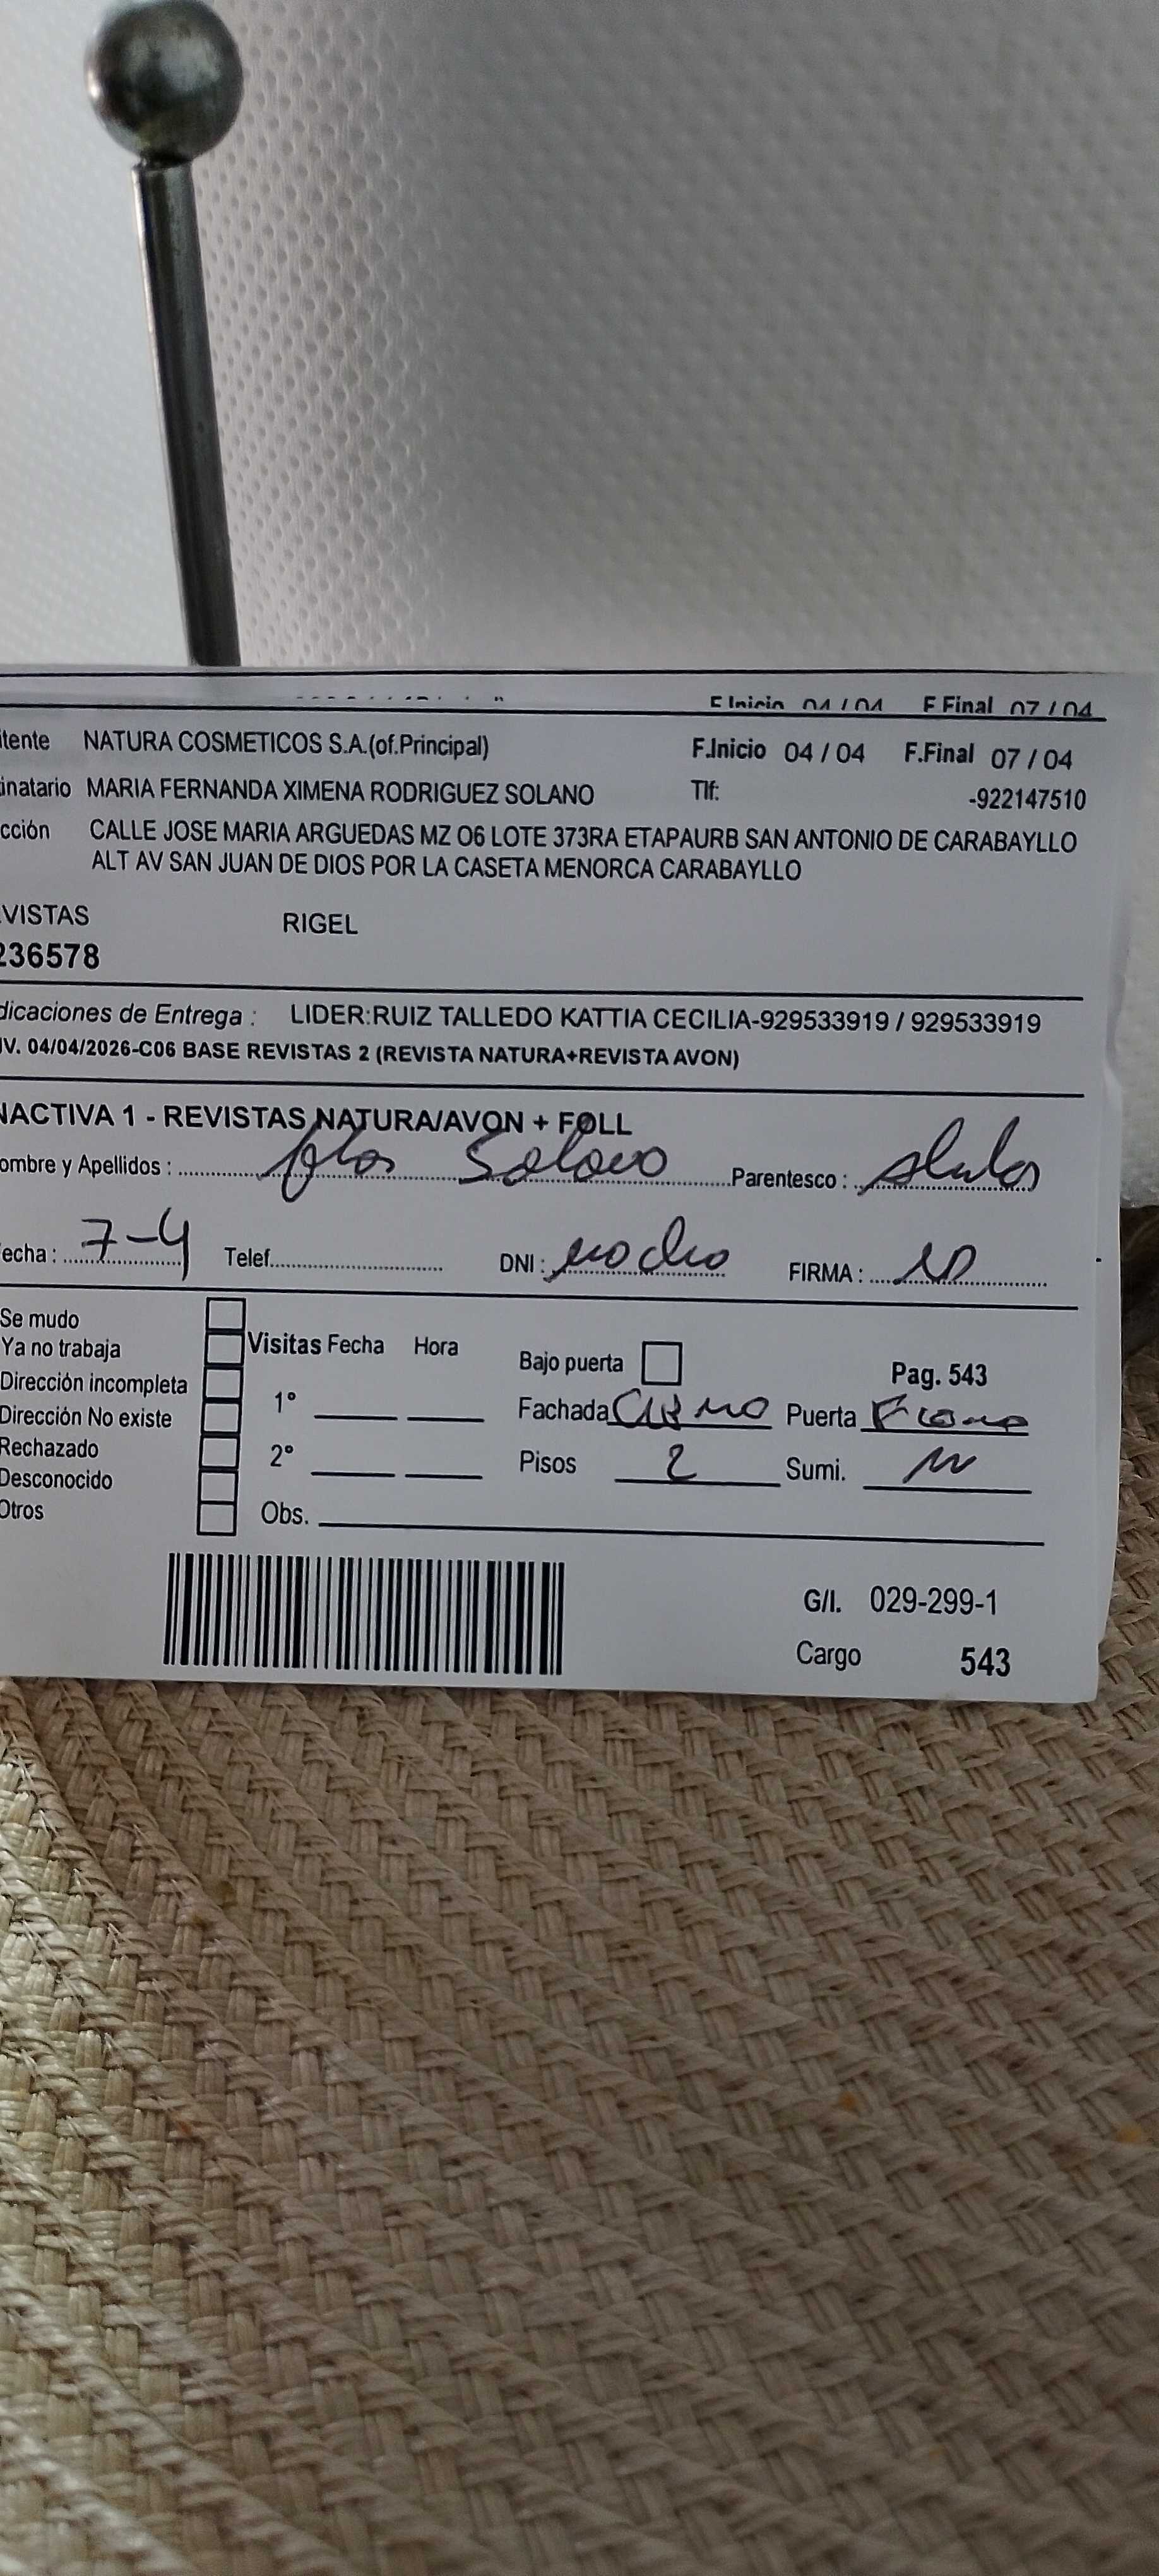 F.Inicio 04 / 04 F.Final 07 / 04
itente NATURA COSMETICOS S.A.(of.Principal) F.Inicio 04 / 04 F.Final 07 / 04
inatario MARIA FERNANDA XIMENA RODRIGUEZ SOLANO Tlf: -922147510
cción CALLE JOSE MARIA ARGUEDAS MZ O6 LOTE 373RA ETAPAURB SAN ANTONIO DE CARABAYLLO
ALT AV SAN JUAN DE DIOS POR LA CASETA MENORCA CARABAYLLO
VISTAS RIGEL
236578
dicaciones de Entrega : LIDER:RUIZ TALLEDO KATTIA CECILIA-929533919 / 929533919
IV. 04/04/2026-C06 BASE REVISTAS 2 (REVISTA NATURA+REVISTA AVON)
NACTIVA 1 - REVISTAS NATURA/AVON + FOLL
ombre y Apellidos : Solano Parentesco :
echa : 7-4 Telef. DNI : FIRMA :
Se mudo
Ya no trabaja Visitas Fecha Hora Bajo puerta Pag. 543
Dirección incompleta 1° Fachada Puerta
Dirección No existe
Rechazado 2° Pisos 2 Sumi.
Desconocido
Otros Obs.
G/I. 029-299-1
Cargo 543